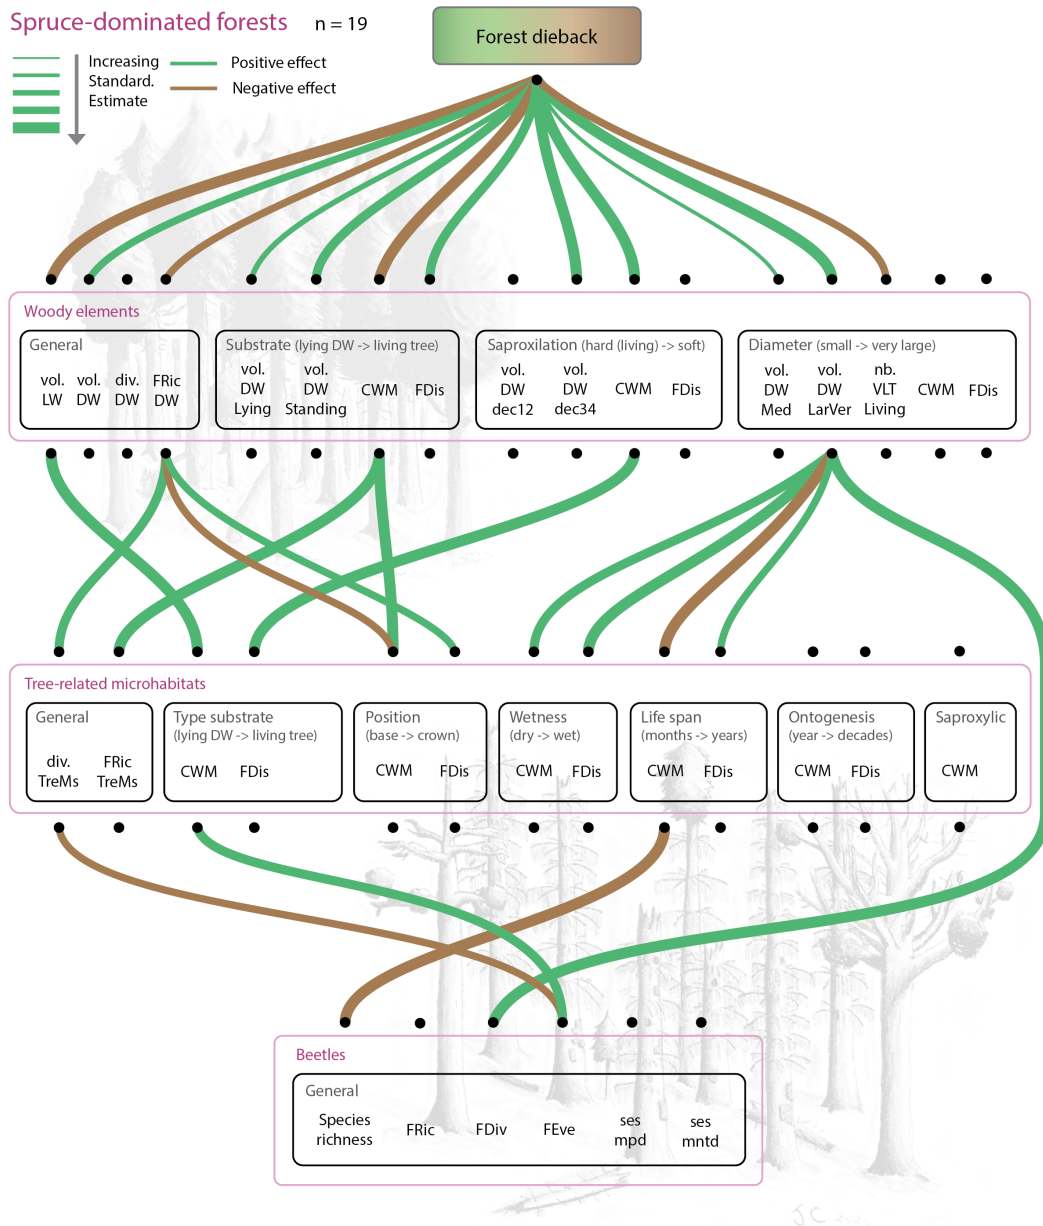 Spruce-dominated forests n = 19
Forest dieback
Increasing
Standard.
Estimate
Positive effect
Negative effect
Woody elements
General
vol. vol. div. FRic
LW DW DW DW
Substrate (lying DW -> living tree)
vol. vol.
DW DW CWM FDis
Lying Standing
Saproxilation (hard (living) -> soft)
vol. vol.
DW DW CWM FDis
dec12 dec34
Diameter (small -> very large)
vol. vol. nb.
DW DW VLT CWM FDis
Med LarVer Living
Tree-related microhabitats
General
div. FRic
TreMs TreMs
Type substrate
(lying DW -> living tree)
CWM FDis
Position
(base -> crown)
CWM FDis
Wetness
(dry -> wet)
CWM FDis
Life span
(months -> years)
CWM FDis
Ontogenesis
(year -> decades)
CWM FDis
Saproxylic
CWM
Beetles
General
Species FRic FDiv FEve ses ses
richness mpd mntd
J C